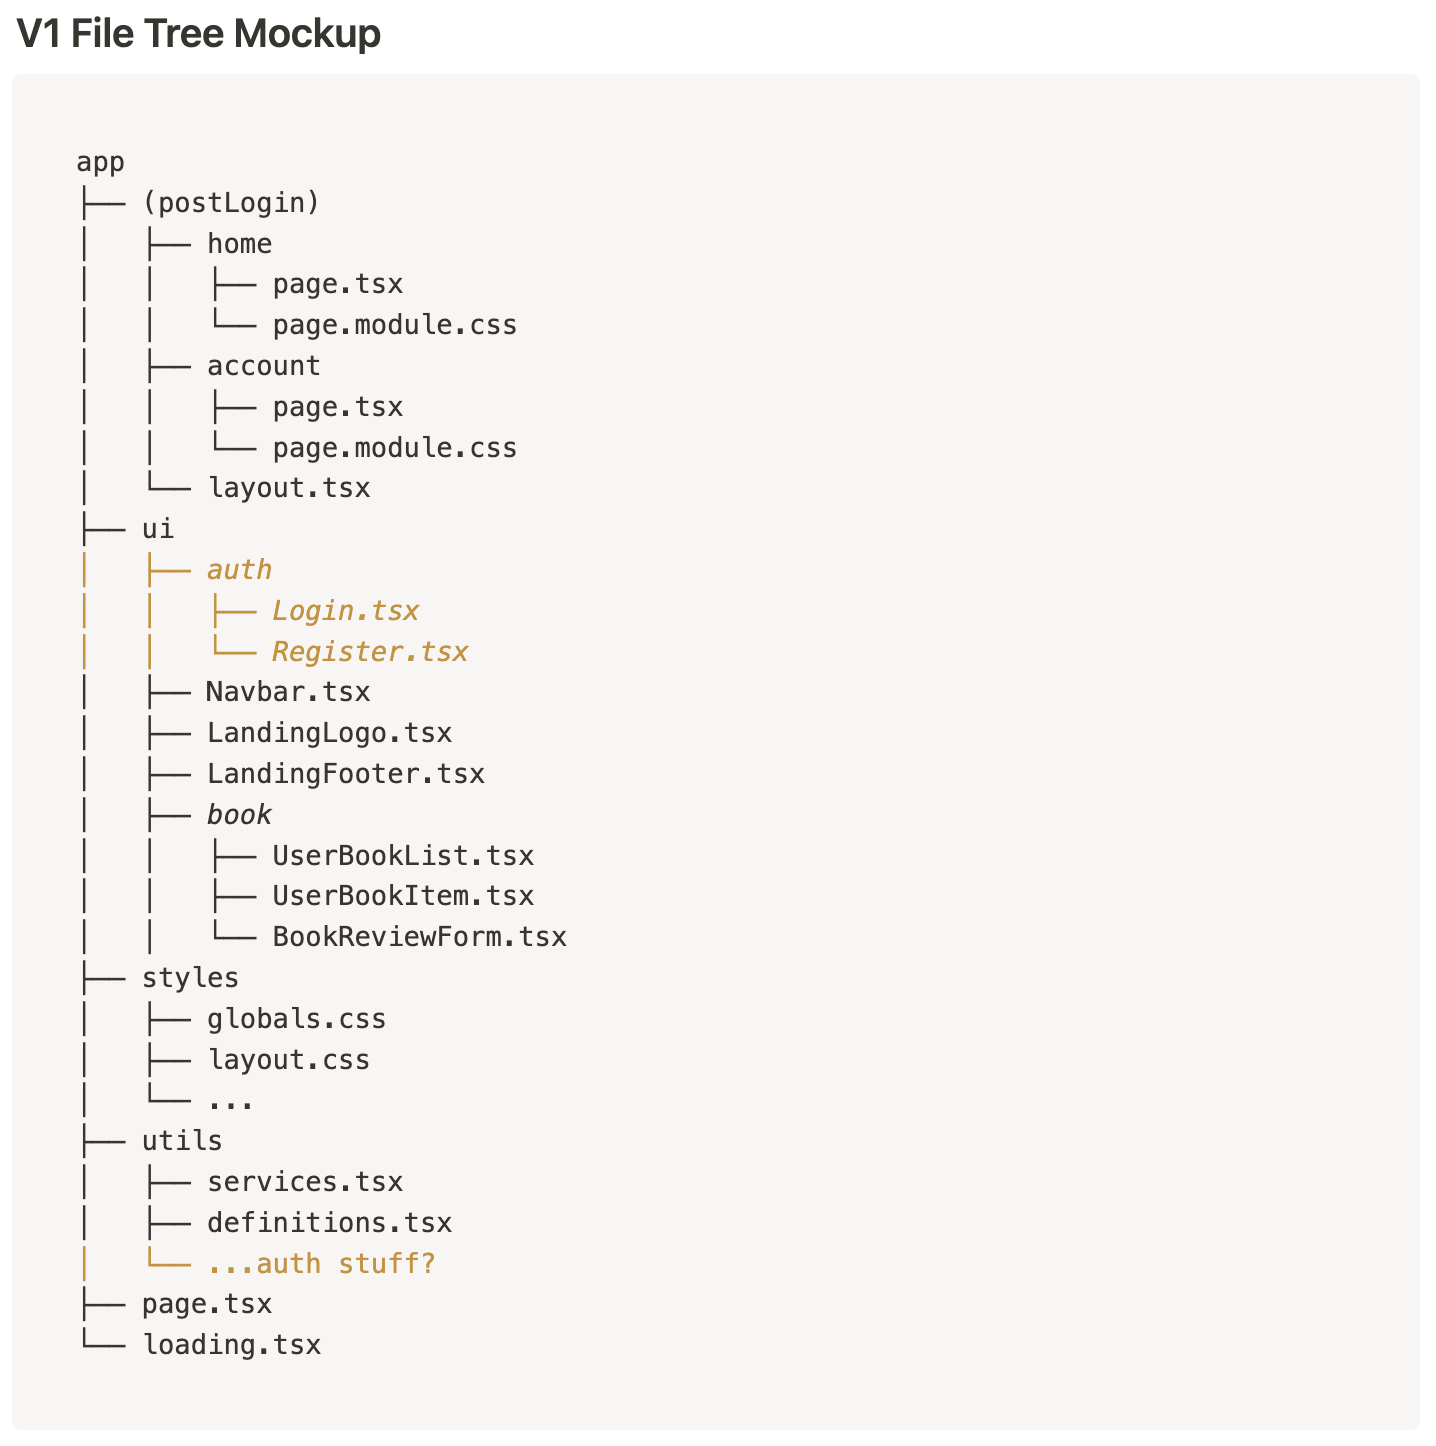 V1 File Tree Mockup
app
├── (postLogin)
│   ├── home
│   │   ├── page.tsx
│   │   └── page.module.css
│   ├── account
│   │   ├── page.tsx
│   │   └── page.module.css
│   └── layout.tsx
├── ui
│   ├── auth
│   │   ├── Login.tsx
│   │   └── Register.tsx
│   ├── Navbar.tsx
│   ├── LandingLogo.tsx
│   ├── LandingFooter.tsx
│   ├── book
│   │   ├── UserBookList.tsx
│   │   ├── UserBookItem.tsx
│   │   └── BookReviewForm.tsx
├── styles
│   ├── globals.css
│   ├── layout.css
│   └── ...
├── utils
│   ├── services.tsx
│   ├── definitions.tsx
│   └── ...auth stuff?
├── page.tsx
└── loading.tsx